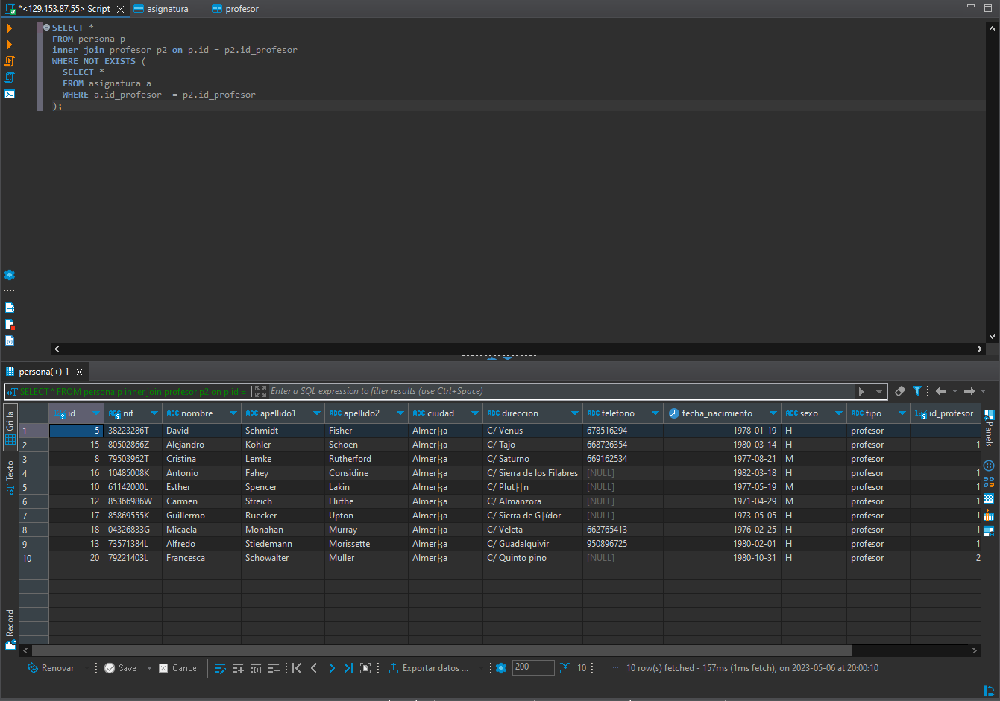 *<129.153.87.55> Script
asignatura
profesor
SELECT *
FROM persona p
inner join profesor p2 on p.id = p2.id_profesor
WHERE NOT EXISTS (
SELECT *
FROM asignatura a
WHERE a.id_profesor  = p2.id_profesor
);
persona(+) 1
SELECT * FROM persona p inner join profesor p2 on p.id =
Enter a SQL expression to filter results (use Ctrl+Space)
Grilla
Texto
Record
Panels
id nif nombre apellido1 apellido2 ciudad direccion telefono fecha_nacimiento sexo tipo id_profesor
1 5 38223286T David Schmidt Fisher Almer├¡a C/ Venus 678516294 1978-01-19 H profesor
2 15 80502866Z Alejandro Kohler Schoen Almer├¡a C/ Tajo 668726354 1980-03-14 H profesor 1
3 8 79503962T Cristina Lemke Rutherford Almer├¡a C/ Saturno 669162534 1977-08-21 M profesor
4 16 10485008K Antonio Fahey Considine Almer├¡a C/ Sierra de los Filabres [NULL] 1982-03-18 H profesor 1
5 10 61142000L Esther Spencer Lakin Almer├¡a C/ Plut├│n [NULL] 1977-05-19 M profesor 1
6 12 85366986W Carmen Streich Hirthe Almer├¡a C/ Almanzora [NULL] 1971-04-29 M profesor 1
7 17 85869555K Guillermo Ruecker Upton Almer├¡a C/ Sierra de G├ídor [NULL] 1973-05-05 H profesor 1
8 18 04326833G Micaela Monahan Murray Almer├¡a C/ Veleta 662765413 1976-02-25 H profesor 1
9 13 73571384L Alfredo Stiedemann Morissette Almer├¡a C/ Guadalquivir 950896725 1980-02-01 H profesor 1
10 20 79221403L Francesca Schowalter Muller Almer├¡a C/ Quinto pino [NULL] 1980-10-31 H profesor 2
Renovar Save Cancel Exportar datos ... 200 10 ... 10 row(s) fetched - 157ms (1ms fetch), on 2023-05-06 at 20:00:10